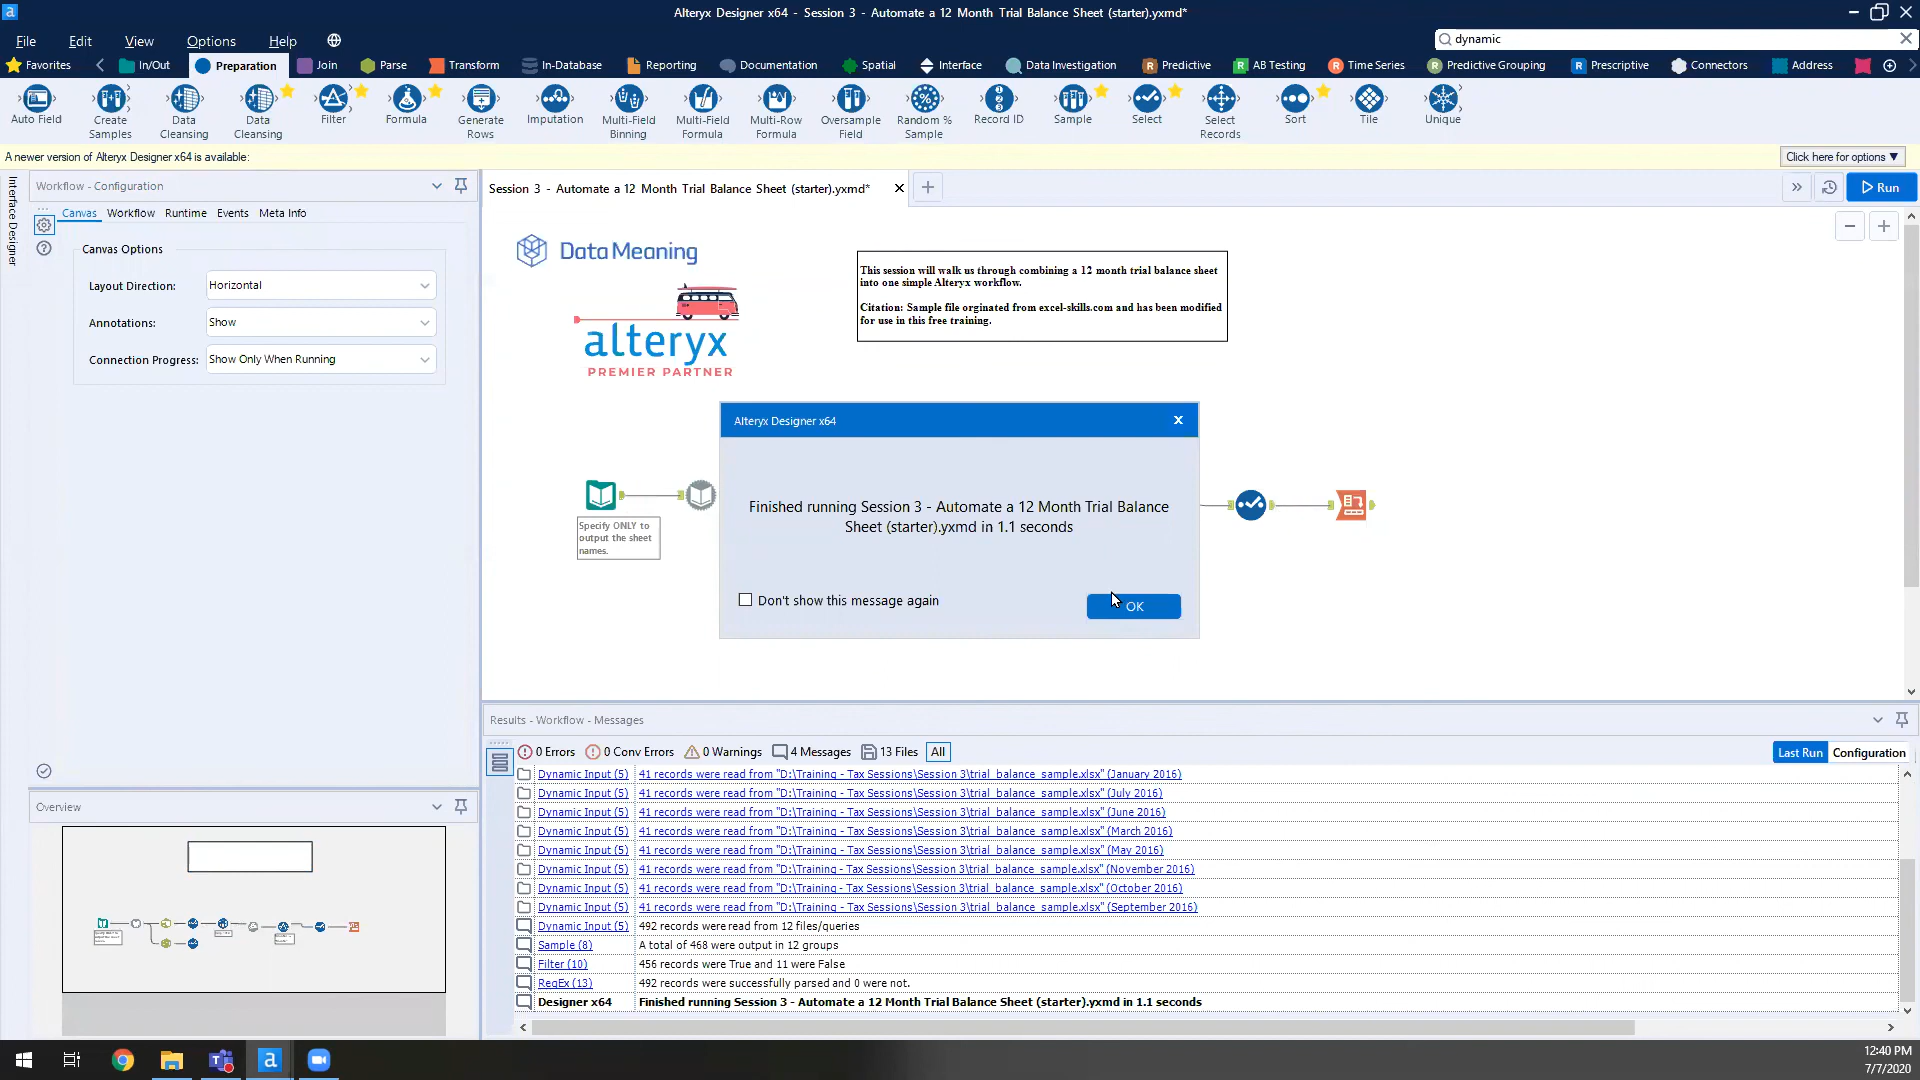 Alteryx Designer x64 - Session 3 - Automate a 12 Month Trial Balance Sheet (starter).yxmd*
File Edit View Options Help
dynamic
Favorites In/Out Preparation Join Parse Transform In-Database Reporting Documentation Spatial Interface Data Investigation Predictive AB Testing Time Series Predictive Grouping Prescriptive Connectors Address
Auto Field
Create Samples
Data Cleansing
Data Cleansing
Filter
Formula
Generate Rows
Imputation
Multi-Field Binning
Multi-Field Formula
Multi-Row Formula
Oversample Field
Random % Sample
Record ID
Sample
Select
Select Records
Sort
Tile
Unique
A newer version of Alteryx Designer x64 is available:
Click here for options ▼
Interface Designer
Workflow - Configuration
Canvas Workflow Runtime Events Meta Info
Canvas Options
Layout Direction: Horizontal
Annotations: Show
Connection Progress: Show Only When Running
Overview
Session 3 - Automate a 12 Month Trial Balance Sheet (starter).yxmd*
Run
Data Meaning
alteryx
PREMIER PARTNER
This session will walk us through combining a 12 month trial balance sheet
into one simple Alteryx workflow.
Citation: Sample file orginated from excel-skills.com and has been modified
for use in this free training.
Specify ONLY to
output the sheet
names.
Alteryx Designer x64
Finished running Session 3 - Automate a 12 Month Trial Balance
Sheet (starter).yxmd in 1.1 seconds
Don't show this message again
OK
Results - Workflow - Messages
0 Errors 0 Conv Errors 0 Warnings 4 Messages 13 Files All
Last Run Configuration
Dynamic Input (5) 41 records were read from "D:\Training - Tax Sessions\Session 3\trial_balance_sample.xlsx" (January 2016)
Dynamic Input (5) 41 records were read from "D:\Training - Tax Sessions\Session 3\trial_balance_sample.xlsx" (July 2016)
Dynamic Input (5) 41 records were read from "D:\Training - Tax Sessions\Session 3\trial_balance_sample.xlsx" (June 2016)
Dynamic Input (5) 41 records were read from "D:\Training - Tax Sessions\Session 3\trial_balance_sample.xlsx" (March 2016)
Dynamic Input (5) 41 records were read from "D:\Training - Tax Sessions\Session 3\trial_balance_sample.xlsx" (May 2016)
Dynamic Input (5) 41 records were read from "D:\Training - Tax Sessions\Session 3\trial_balance_sample.xlsx" (November 2016)
Dynamic Input (5) 41 records were read from "D:\Training - Tax Sessions\Session 3\trial_balance_sample.xlsx" (October 2016)
Dynamic Input (5) 41 records were read from "D:\Training - Tax Sessions\Session 3\trial_balance_sample.xlsx" (September 2016)
Dynamic Input (5) 492 records were read from 12 files/queries
Sample (8) A total of 468 were output in 12 groups
Filter (10) 456 records were True and 11 were False
RegEx (13) 492 records were successfully parsed and 0 were not.
Designer x64 Finished running Session 3 - Automate a 12 Month Trial Balance Sheet (starter).yxmd in 1.1 seconds
12:40 PM
7/7/2020